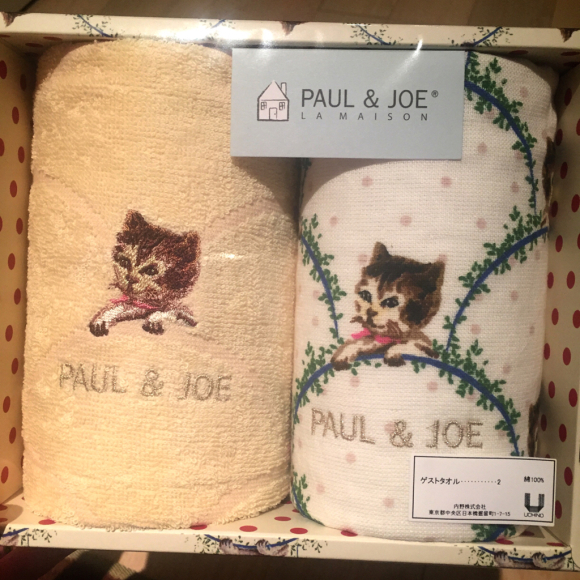 PAUL & JOE®
LA MAISON
PAUL & JOE
PAUL & JOE
ゲストタオル・・・・・・・・・・・2 綿100%
内野株式会社
東京都中央区日本橋堀留町1-7-15
UCHINO